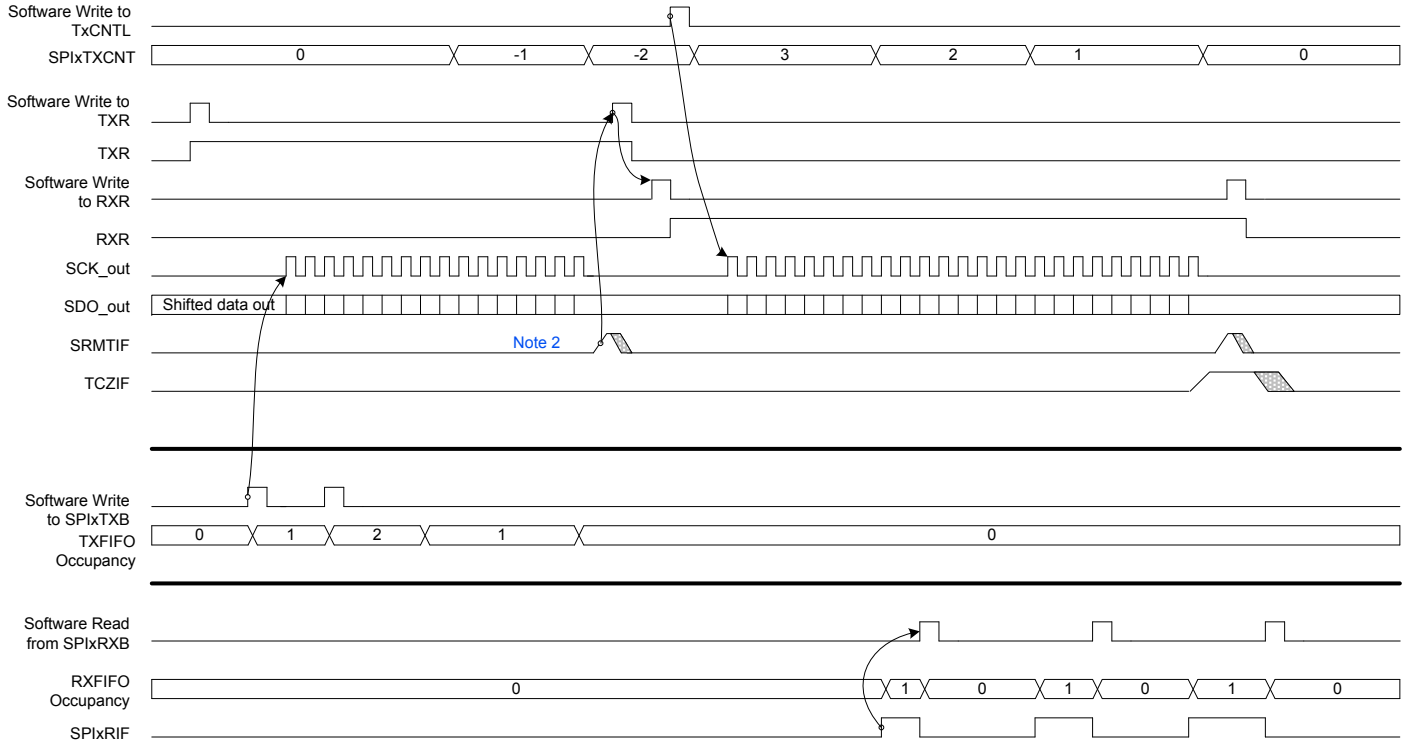 Software Write to
TxCNTL
SPIxTXCNT 0 -1 -2 3 2 1 0
Software Write to
TXR
TXR
Software Write
to RXR
RXR
SCK_out
SDO_out Shifted data out
SRMTIF Note 2
TCZIF
Software Write
to SPIxTXB
TXFIFO 0 1 2 1 0
Occupancy
Software Read
from SPIxRXB
RXFIFO 0 1 0 1 0 1 0
Occupancy
SPIxRIF